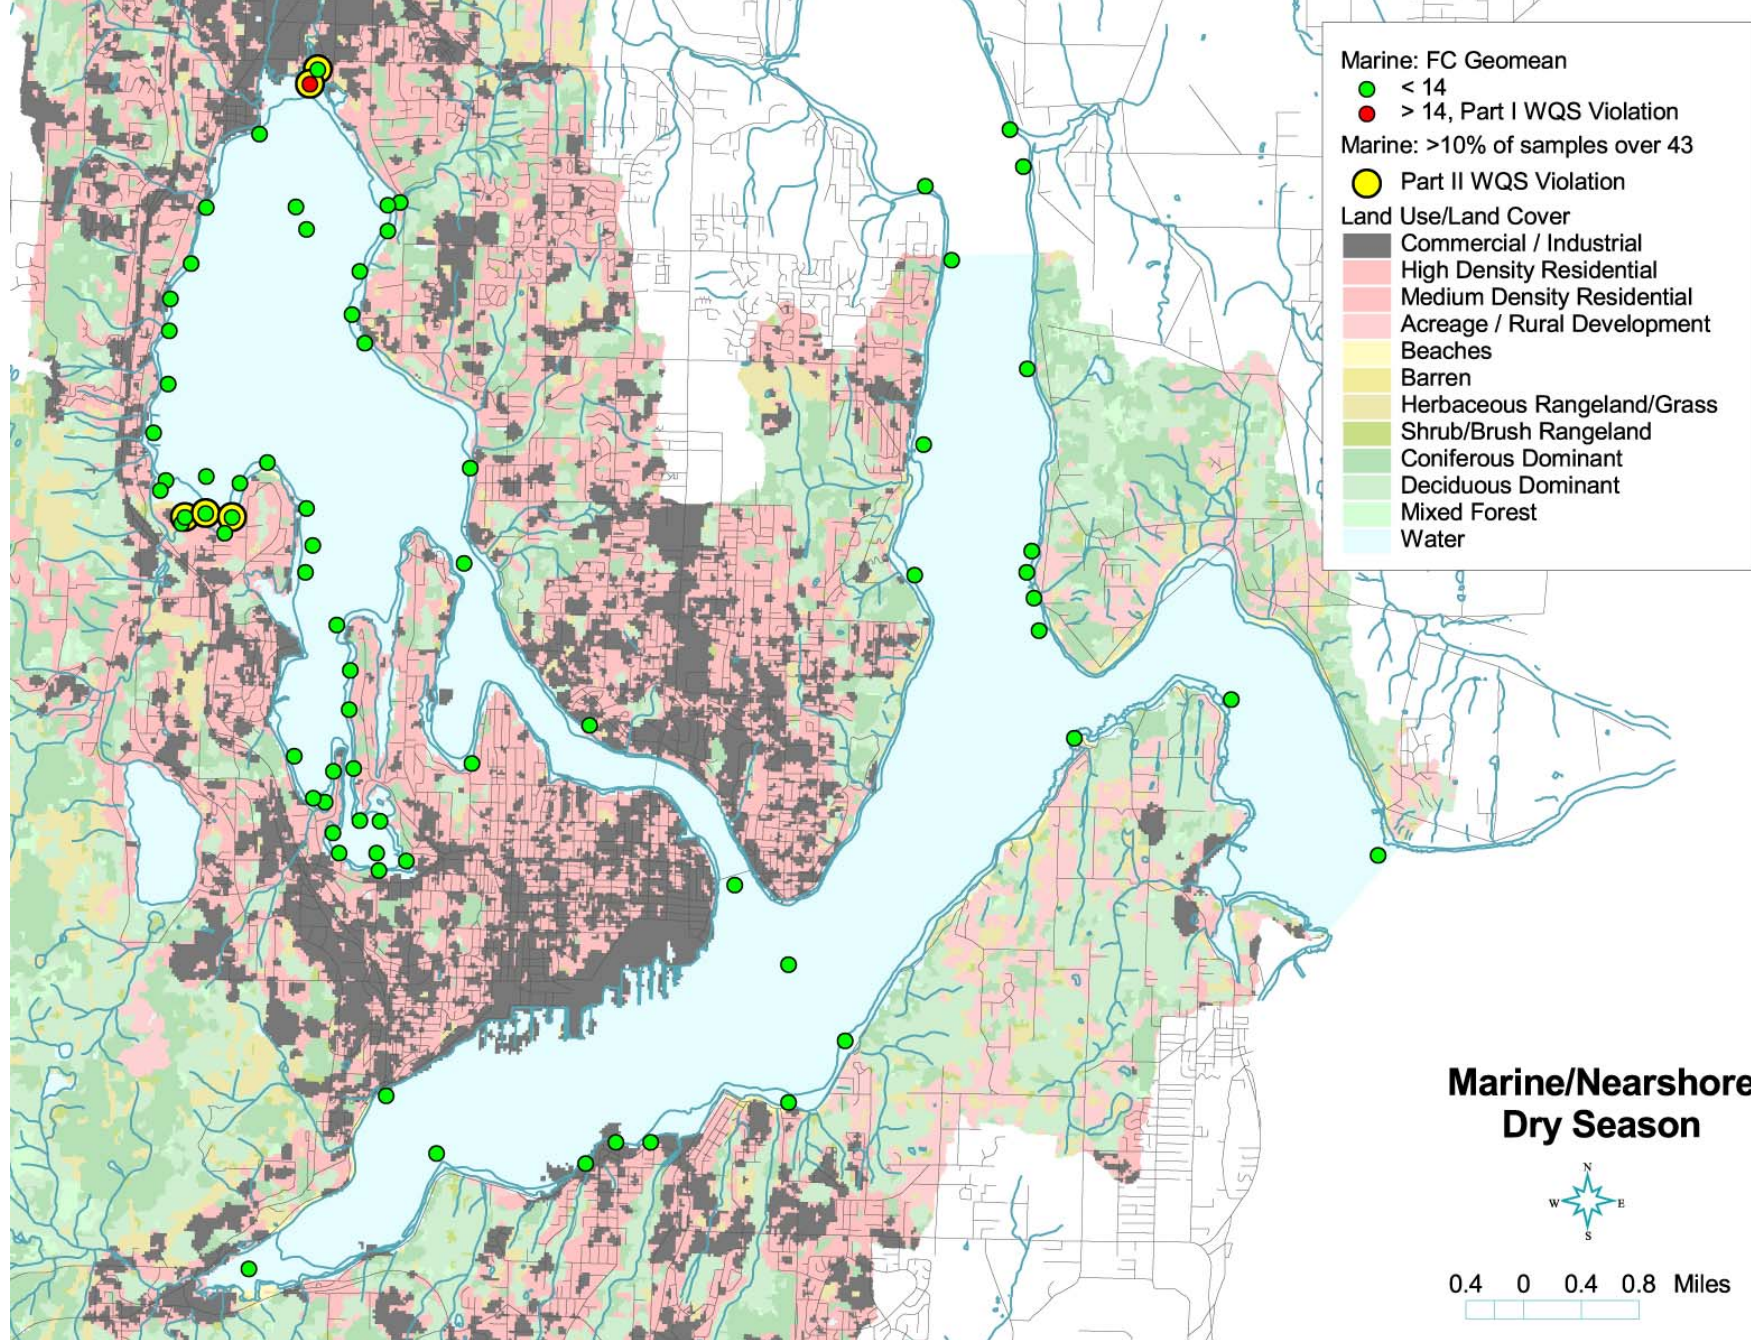 Marine: FC Geomean
< 14
> 14, Part I WQS Violation
Marine: >10% of samples over 43
Part II WQS Violation
Land Use/Land Cover
Commercial / Industrial
High Density Residential
Medium Density Residential
Acreage / Rural Development
Beaches
Barren
Herbaceous Rangeland/Grass
Shrub/Brush Rangeland
Coniferous Dominant
Deciduous Dominant
Mixed Forest
Water
Marine/Nearshore
Dry Season
N
W E
S
0.4 0 0.4 0.8 Miles